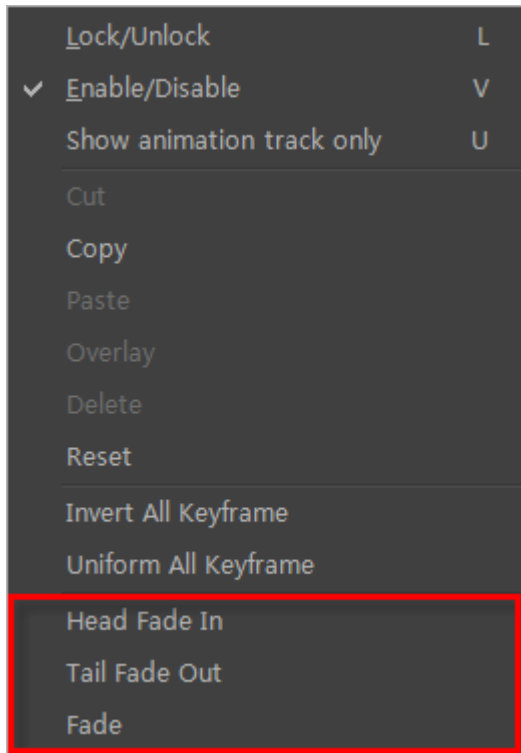 Lock/Unlock L
Enable/Disable V
Show animation track only U
Cut
Copy
Paste
Overlay
Delete
Reset
Invert All Keyframe
Uniform All Keyframe
Head Fade In
Tail Fade Out
Fade